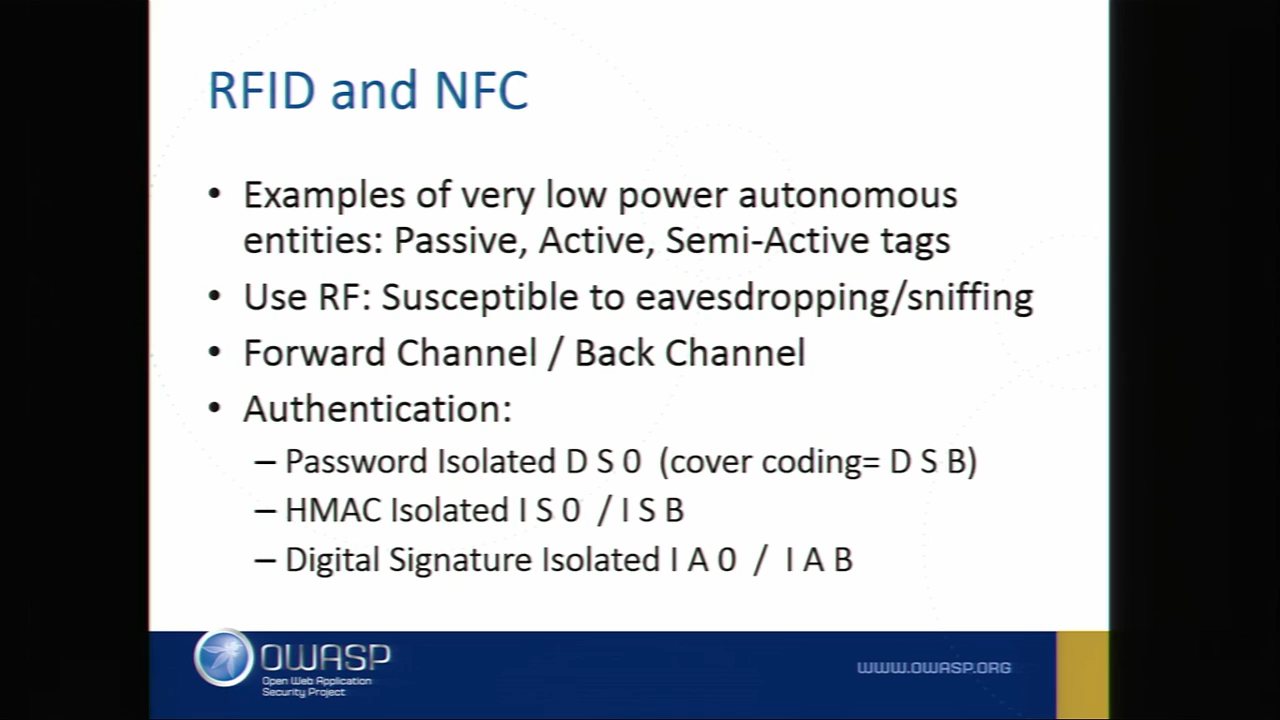 RFID and NFC
• Examples of very low power autonomous
entities: Passive, Active, Semi-Active tags
• Use RF: Susceptible to eavesdropping/sniffing
• Forward Channel / Back Channel
• Authentication:
– Password Isolated D S 0 (cover coding= D S B)
– HMAC Isolated I S 0 / I S B
– Digital Signature Isolated I A 0 / I A B
OWASP
Open Web Application
Security Project
WWW.OWASP.ORG